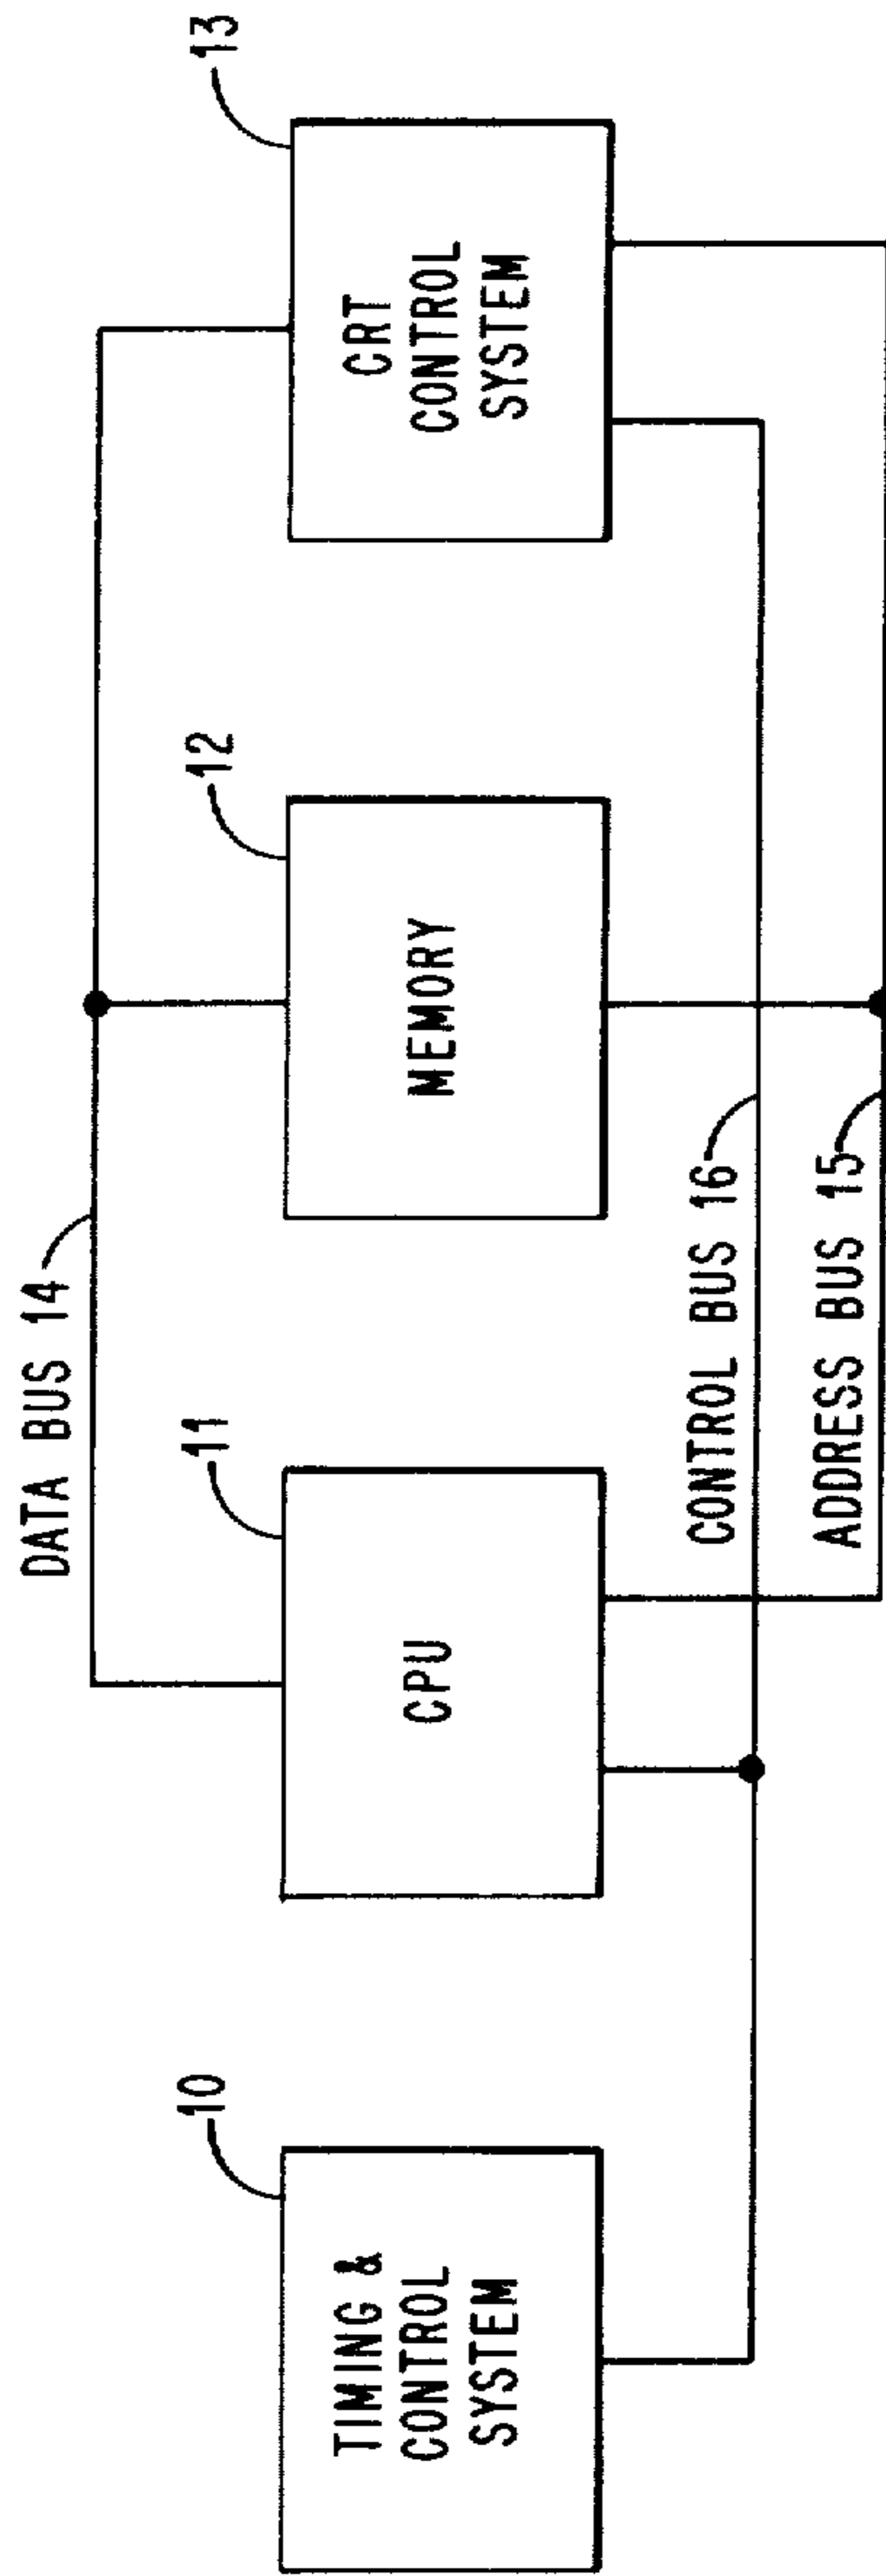 DATA BUS 14
10
11
12
13
TIMING &
CONTROL
SYSTEM
CPU
MEMORY
CRT
CONTROL
SYSTEM
CONTROL BUS 16
ADDRESS BUS 15